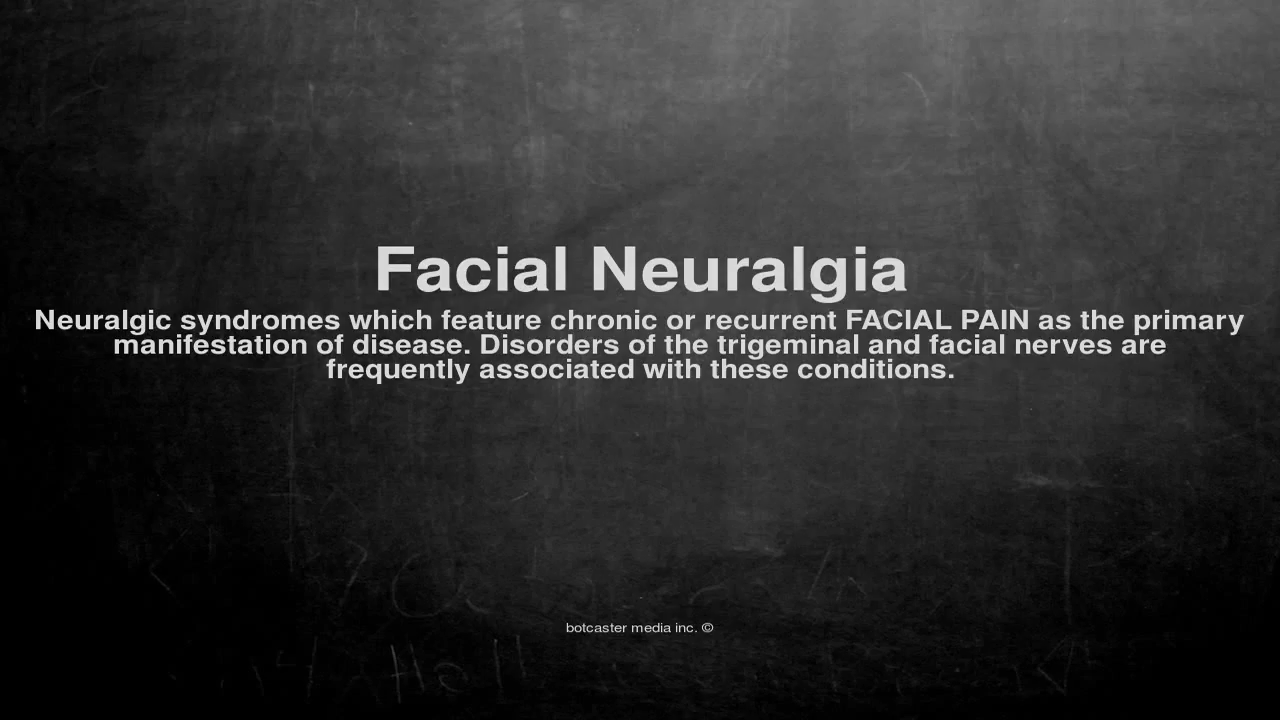 Facial Neuralgia
Neuralgic syndromes which feature chronic or recurrent FACIAL PAIN as the primary
manifestation of disease. Disorders of the trigeminal and facial nerves are
frequently associated with these conditions.
botcaster media inc. ©